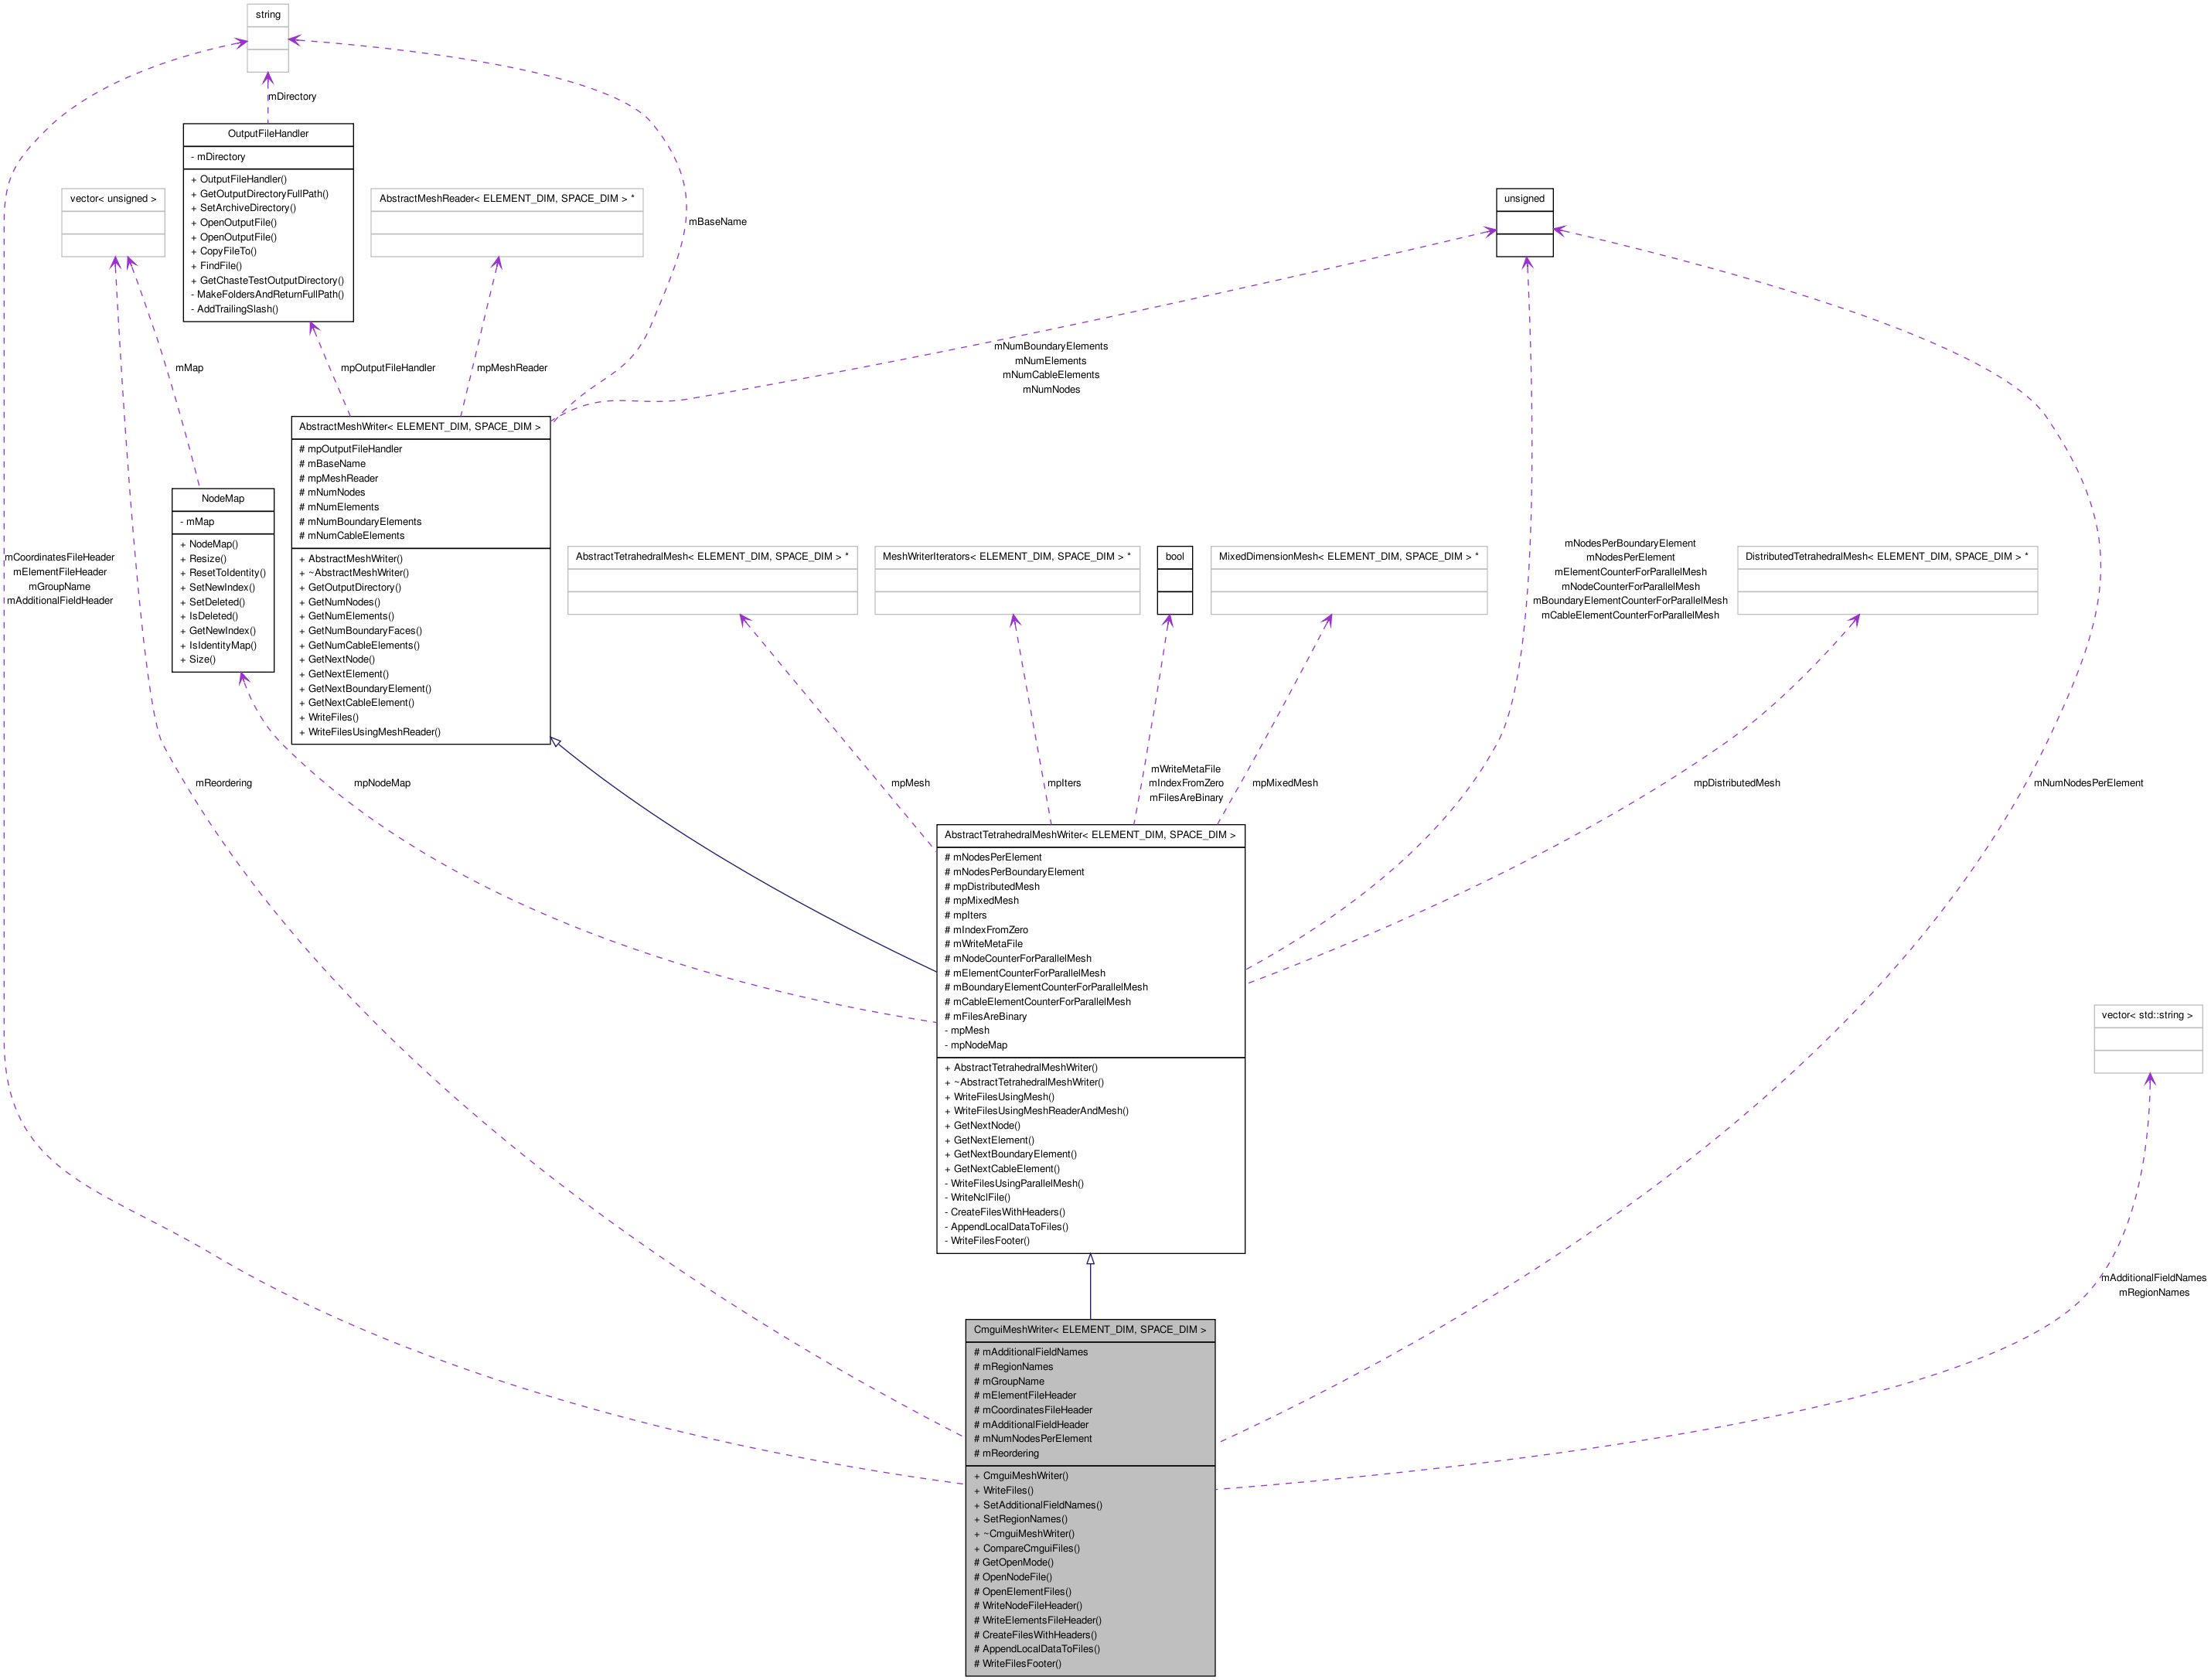 string
mDirectory
OutputFileHandler
- mDirectory
+ OutputFileHandler()
+ GetOutputDirectoryFullPath()
+ SetArchiveDirectory()
+ OpenOutputFile()
+ OpenOutputFile()
+ CopyFileTo()
+ FindFile()
+ GetChasteTestOutputDirectory()
- MakeFoldersAndReturnFullPath()
- AddTrailingSlash()
vector< unsigned >
AbstractMeshReader< ELEMENT_DIM, SPACE_DIM > *
unsigned
mBaseName
mMap
mpOutputFileHandler
mpMeshReader
mNumBoundaryElements
mNumElements
mNumCableElements
mNumNodes
AbstractMeshWriter< ELEMENT_DIM, SPACE_DIM >
# mpOutputFileHandler
# mBaseName
# mpMeshReader
# mNumNodes
# mNumElements
# mNumBoundaryElements
# mNumCableElements
+ AbstractMeshWriter()
+ ~AbstractMeshWriter()
+ GetOutputDirectory()
+ GetNumNodes()
+ GetNumElements()
+ GetNumBoundaryFaces()
+ GetNumCableElements()
+ GetNextNode()
+ GetNextElement()
+ GetNextBoundaryElement()
+ GetNextCableElement()
+ WriteFiles()
+ WriteFilesUsingMeshReader()
NodeMap
- mMap
+ NodeMap()
+ Resize()
+ ResetToIdentity()
+ SetNewIndex()
+ SetDeleted()
+ IsDeleted()
+ GetNewIndex()
+ IsIdentityMap()
+ Size()
mCoordinatesFileHeader
mElementFileHeader
mGroupName
mAdditionalFieldHeader
AbstractTetrahedralMesh< ELEMENT_DIM, SPACE_DIM > *
MeshWriterIterators< ELEMENT_DIM, SPACE_DIM > *
bool
MixedDimensionMesh< ELEMENT_DIM, SPACE_DIM > *
mNodesPerBoundaryElement
mNodesPerElement
mElementCounterForParallelMesh
mNodeCounterForParallelMesh
mBoundaryElementCounterForParallelMesh
mCableElementCounterForParallelMesh
DistributedTetrahedralMesh< ELEMENT_DIM, SPACE_DIM > *
mReordering
mpNodeMap
mpMesh
mpIters
mWriteMetaFile
mIndexFromZero
mFilesAreBinary
mpMixedMesh
mpDistributedMesh
mNumNodesPerElement
AbstractTetrahedralMeshWriter< ELEMENT_DIM, SPACE_DIM >
# mNodesPerElement
# mNodesPerBoundaryElement
# mpDistributedMesh
# mpMixedMesh
# mpIters
# mIndexFromZero
# mWriteMetaFile
# mNodeCounterForParallelMesh
# mElementCounterForParallelMesh
# mBoundaryElementCounterForParallelMesh
# mCableElementCounterForParallelMesh
# mFilesAreBinary
- mpMesh
- mpNodeMap
+ AbstractTetrahedralMeshWriter()
+ ~AbstractTetrahedralMeshWriter()
+ WriteFilesUsingMesh()
+ WriteFilesUsingMeshReaderAndMesh()
+ GetNextNode()
+ GetNextElement()
+ GetNextBoundaryElement()
+ GetNextCableElement()
- WriteFilesUsingParallelMesh()
- WriteNclFile()
- CreateFilesWithHeaders()
- AppendLocalDataToFiles()
- WriteFilesFooter()
vector< std::string >
mAdditionalFieldNames
mRegionNames
CmguiMeshWriter< ELEMENT_DIM, SPACE_DIM >
# mAdditionalFieldNames
# mRegionNames
# mGroupName
# mElementFileHeader
# mCoordinatesFileHeader
# mAdditionalFieldHeader
# mNumNodesPerElement
# mReordering
+ CmguiMeshWriter()
+ WriteFiles()
+ SetAdditionalFieldNames()
+ SetRegionNames()
+ ~CmguiMeshWriter()
+ CompareCmguiFiles()
# GetOpenMode()
# OpenNodeFile()
# OpenElementFiles()
# WriteNodeFileHeader()
# WriteElementsFileHeader()
# CreateFilesWithHeaders()
# AppendLocalDataToFiles()
# WriteFilesFooter()